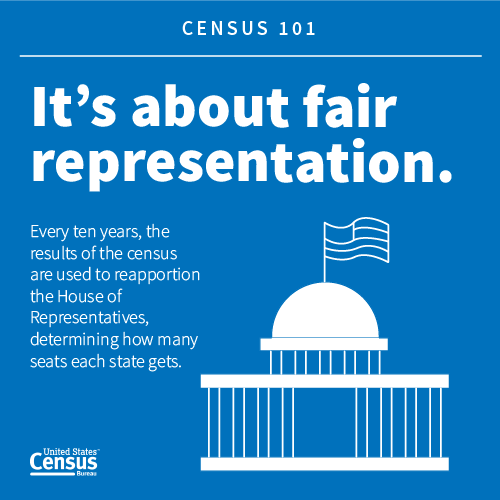 CENSUS 101
It's about fair
representation.
Every ten years, the
results of the census
are used to reapportion
the House of
Representatives,
determining how many
seats each state gets.
United States™
Census
Bureau